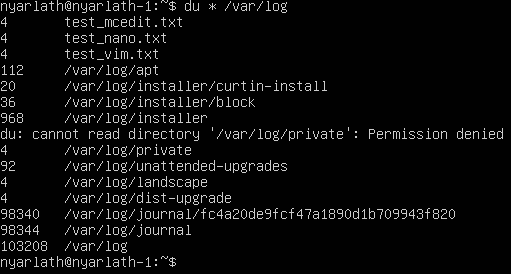 nyarlath@nyarlath-1:~$ du * /var/log
4 test_mcedit.txt
4 test_nano.txt
4 test_vim.txt
112 /var/log/apt
20 /var/log/installer/curtin-install
36 /var/log/installer/block
968 /var/log/installer
du: cannot read directory '/var/log/private': Permission denied
4 /var/log/private
92 /var/log/unattended-upgrades
4 /var/log/landscape
4 /var/log/dist-upgrade
98340 /var/log/journal/fc4a20de9fcf47a1890d1b709943f820
98344 /var/log/journal
103208 /var/log
nyarlath@nyarlath-1:~$